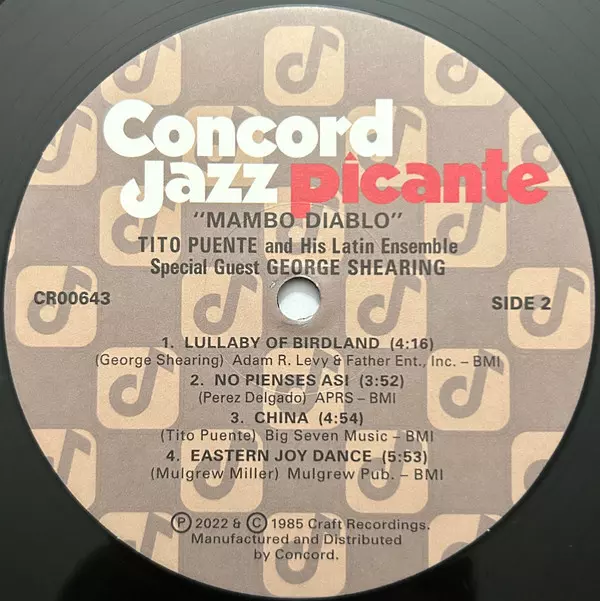 Concord
Jazz picante
"MAMBO DIABLO"
TITO PUENTE and His Latin Ensemble
Special Guest GEORGE SHEARING
CR00643
SIDE 2
1. LULLABY OF BIRDLAND (4:16)
(George Shearing) Adam R. Levy & Father Ent., Inc. – BMI
2. NO PIENSES ASI (3:52)
(Perez Delgado) APRS – BMI
3. CHINA (4:54)
(Tito Puente) Big Seven Music – BMI
4. EASTERN JOY DANCE (5:53)
(Mulgrew Miller) Mulgrew Pub. – BMI
Ⓟ 2022 & Ⓒ 1985 Craft Recordings.
Manufactured and Distributed
by Concord.